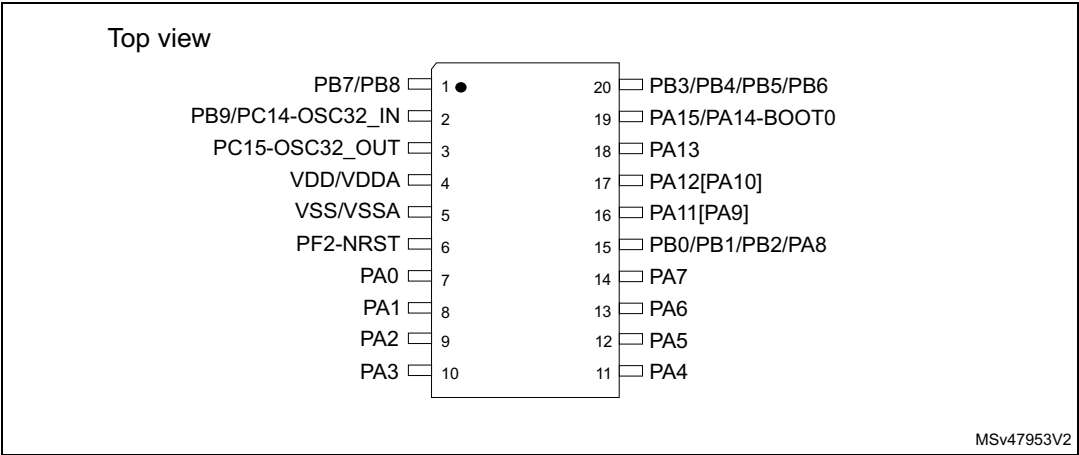 Top view
PB7/PB8 1 20 PB3/PB4/PB5/PB6
PB9/PC14-OSC32_IN 2 19 PA15/PA14-BOOT0
PC15-OSC32_OUT 3 18 PA13
VDD/VDDA 4 17 PA12[PA10]
VSS/VSSA 5 16 PA11[PA9]
PF2-NRST 6 15 PB0/PB1/PB2/PA8
PA0 7 14 PA7
PA1 8 13 PA6
PA2 9 12 PA5
PA3 10 11 PA4
MSv47953V2